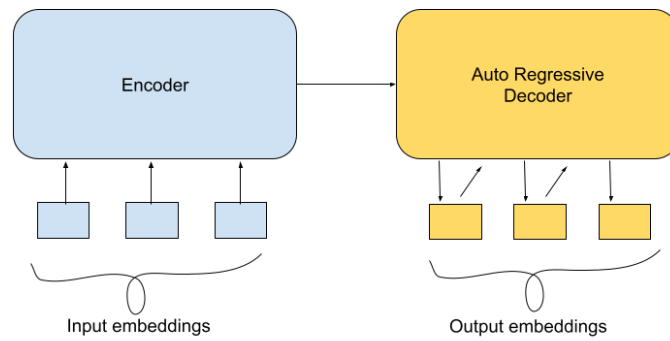 Encoder
Auto Regressive
Decoder
Input embeddings
Output embeddings